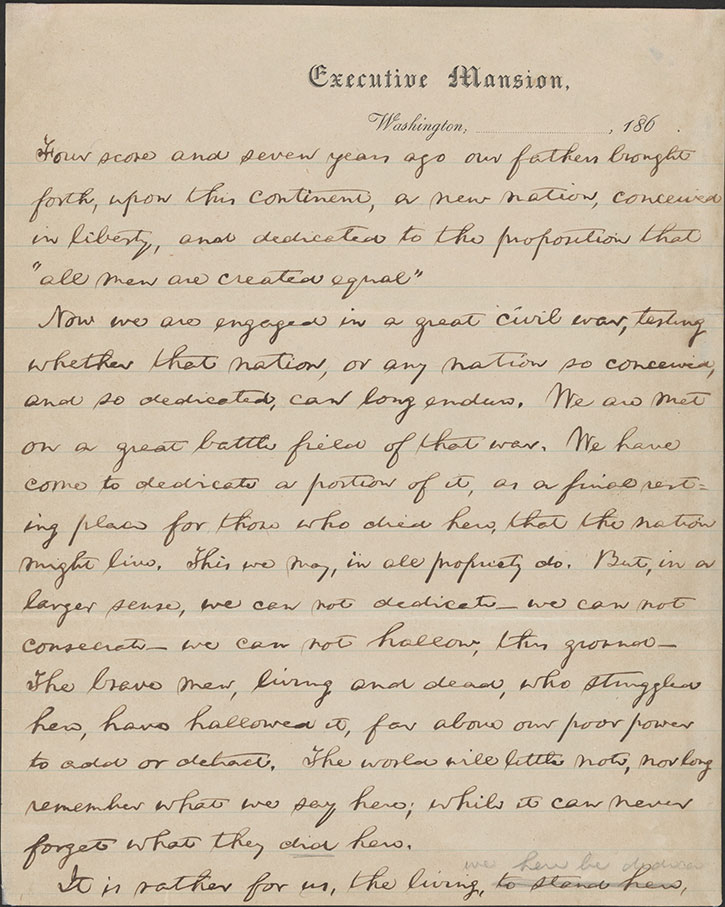 Executive Mansion,
Washington, , 186 .
Four score and seven years ago our fathers brought
forth, upon this continent, a new nation, conceived
in liberty, and dedicated to the proposition that
"all men are created equal"
Now we are engaged in a great civil war, testing
whether that nation, or any nation so conceived,
and so dedicated, can long endure. We are met
on a great battle field of that war. We have
come to dedicate a portion of it, as a final rest=
ing place for those who died here, that the nation
might live. This we may, in all propriety do. But, in a
larger sense, we can not dedicate – we can not
consecrate – we can not hallow, this ground –
The brave men, living and dead, who struggled
here, have hallowed it, far above our poor power
to add or detract. The world will little note, nor long
remember what we say here; while it can never
forget what they did here.
we here be dedica
It is rather for us, the living, to stand here,